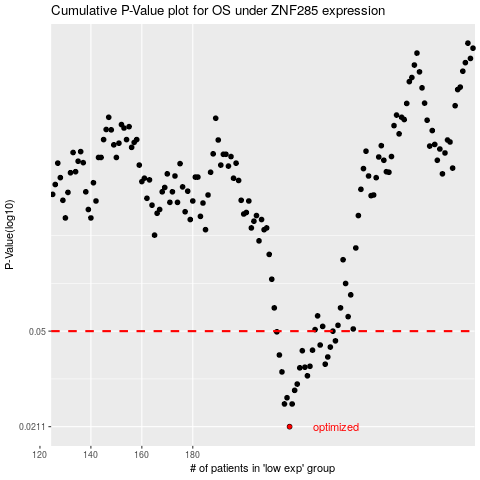 Cumulative P-Value plot for OS under ZNF285 expression
P-Value(log10)
0.05
0.0211
optimized
120 140 160 180
# of patients in 'low exp' group